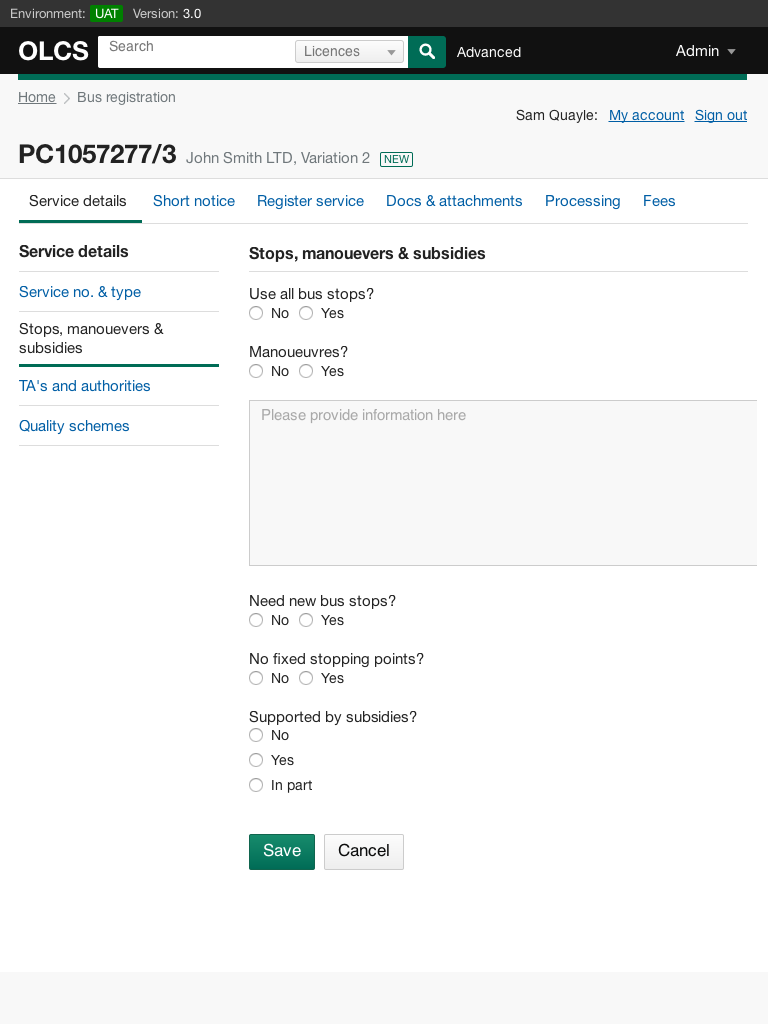 Environment: UAT Version: 3.0
OLCS Search Licences Advanced Admin
Home Bus registration
Sam Quayle: My account Sign out
PC1057277/3 John Smith LTD, Variation 2 NEW
Service details Short notice Register service Docs & attachments Processing Fees
Service details
Service no. & type
Stops, manouevers &
subsidies
TA's and authorities
Quality schemes
Stops, manouevers & subsidies
Use all bus stops?
No Yes
Manoueuvres?
No Yes
Please provide information here
Need new bus stops?
No Yes
No fixed stopping points?
No Yes
Supported by subsidies?
No
Yes
In part
Save Cancel